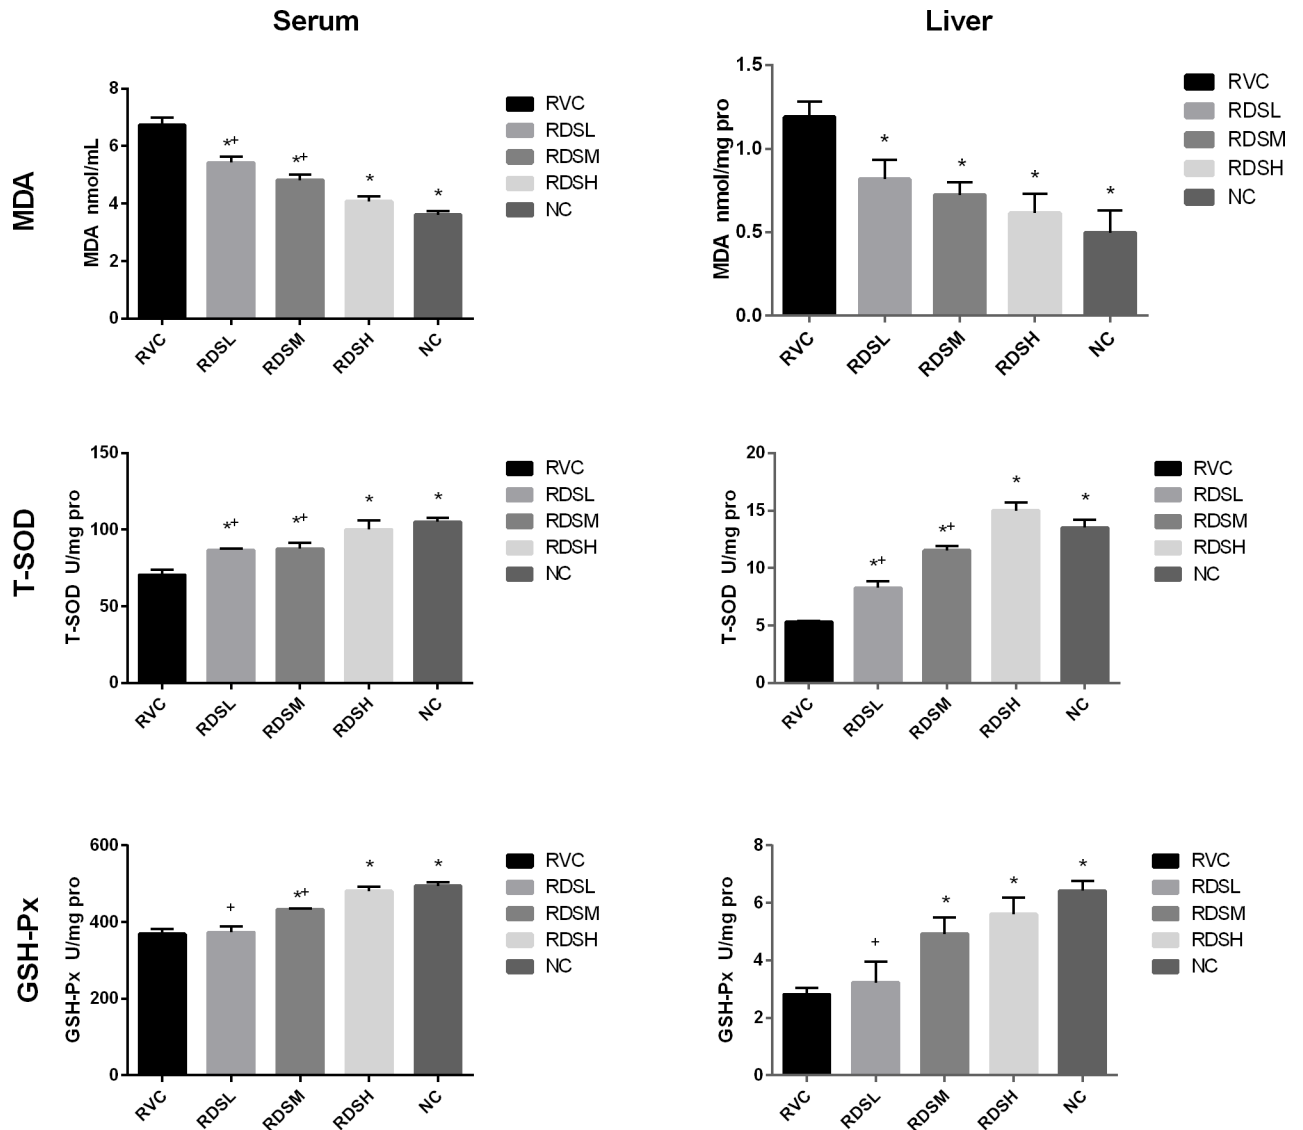 Serum
Liver
MDA
MDA nmol/mL
8
6
4
2
0
*+
*+
*
*
RVC
RDSL
RDSM
RDSH
NC
RVC
RDSL
RDSM
RDSH
NC
MDA nmol/mg pro
1.5
1.0
0.5
0.0
*
*
*
*
RVC
RDSL
RDSM
RDSH
NC
RVC
RDSL
RDSM
RDSH
NC
T-SOD
T-SOD U/mg pro
150
100
50
0
*+
*+
*
*
RVC
RDSL
RDSM
RDSH
NC
RVC
RDSL
RDSM
RDSH
NC
T-SOD U/mg pro
20
15
10
5
0
*+
*+
*
*
RVC
RDSL
RDSM
RDSH
NC
RVC
RDSL
RDSM
RDSH
NC
GSH-Px
GSH-Px U/mg pro
600
400
200
0
+
*+
*
*
RVC
RDSL
RDSM
RDSH
NC
RVC
RDSL
RDSM
RDSH
NC
GSH-Px U/mg pro
8
6
4
2
0
+
*
*
*
RVC
RDSL
RDSM
RDSH
NC
RVC
RDSL
RDSM
RDSH
NC